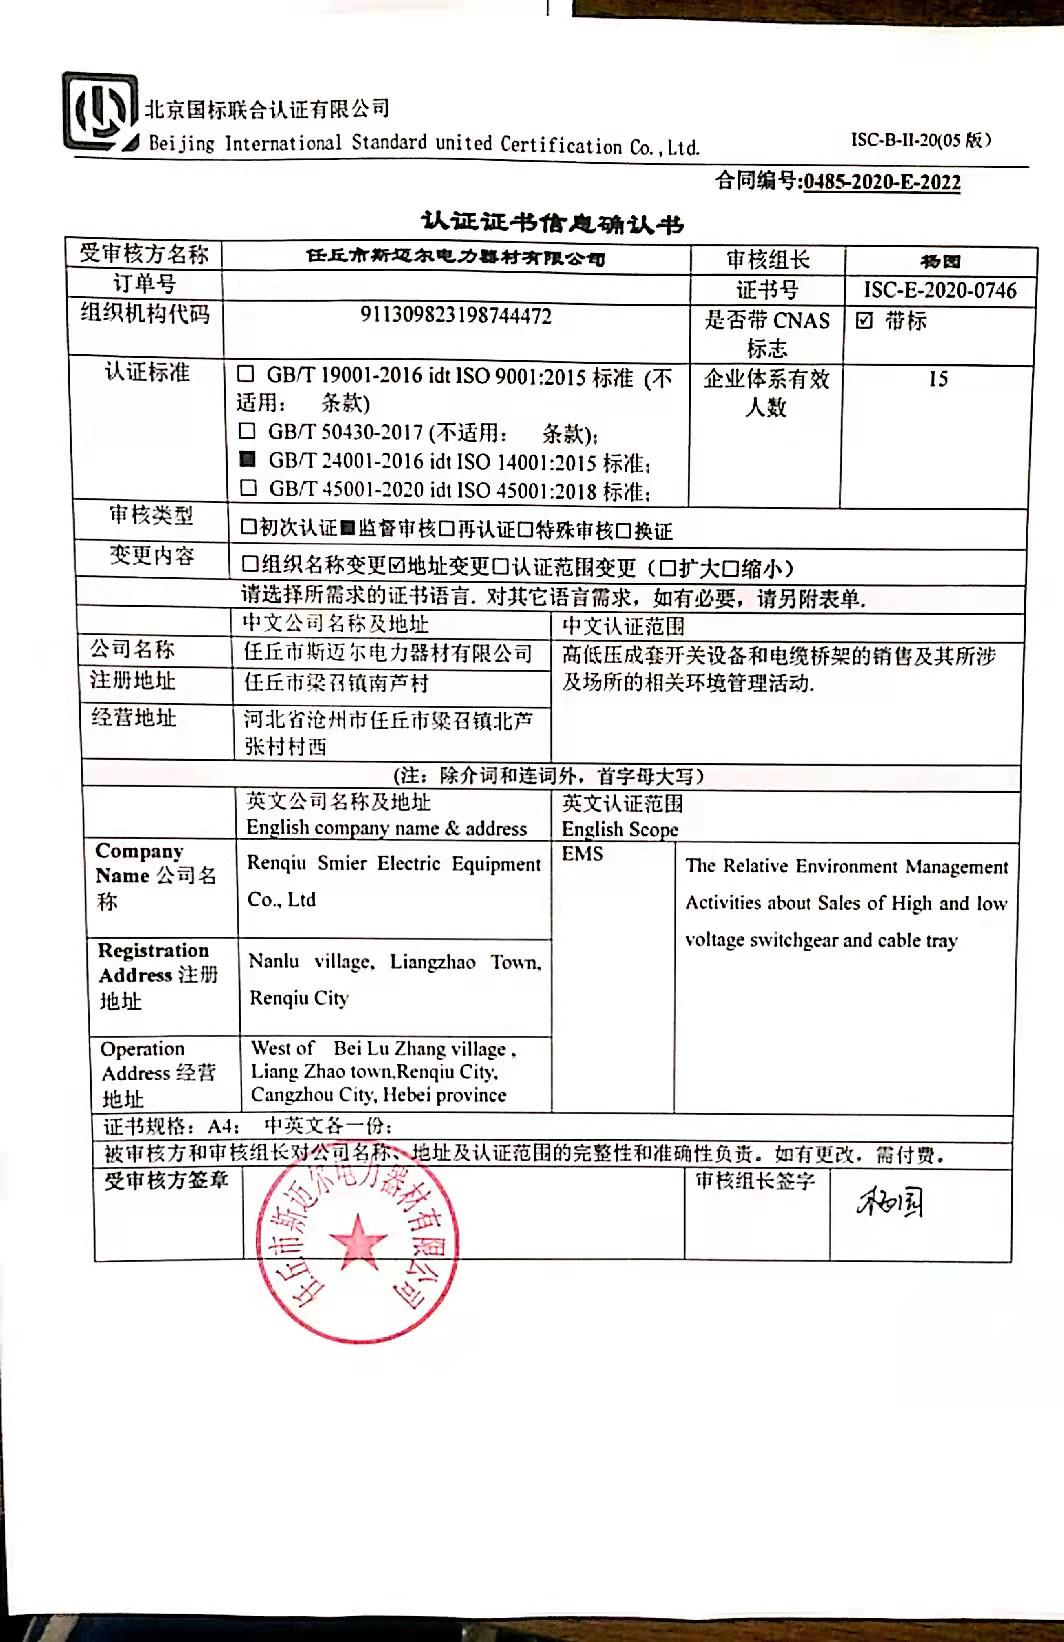 北京国标联合认证有限公司
Beijing International Standard united Certification Co.,Ltd.
ISC-B-II-20(05 版)
合同编号:0485-2020-E-2022
认证证书信息确认书
受审核方名称 任丘市斯迈尔电力器材有限公司 审核组长 杨园
订单号 证书号 ISC-E-2020-0746
组织机构代码 911309823198744472 是否带 CNAS ☑ 带标
标志
认证标准 □ GB/T 19001-2016 idt ISO 9001:2015 标准 (不 企业体系有效 15
适用： 条款) 人数
□ GB/T 50430-2017 (不适用： 条款);
■ GB/T 24001-2016 idt ISO 14001:2015 标准;
□ GB/T 45001-2020 idt ISO 45001:2018 标准;
审核类型 □初次认证■监督审核□再认证□特殊审核□换证
变更内容 □组织名称变更☑地址变更□认证范围变更（□扩大□缩小）
请选择所需求的证书语言. 对其它语言需求，如有必要，请另附表单.
中文公司名称及地址 中文认证范围
公司名称 任丘市斯迈尔电力器材有限公司 高低压成套开关设备和电缆桥架的销售及其所涉
注册地址 任丘市梁召镇南芦村 及场所的相关环境管理活动.
经营地址 河北省沧州市任丘市梁召镇北芦
张村村西
(注：除介词和连词外，首字母大写)
英文公司名称及地址 英文认证范围
English company name & address English Scope
Company Name 公司名称 Renqiu Smier Electric Equipment EMS The Relative Environment Management
Co., Ltd Activities about Sales of High and low
voltage switchgear and cable tray
Registration Address 注册地址 Nanlu village, Liangzhao Town,
Renqiu City
Operation Address 经营地址 West of Bei Lu Zhang village ,
Liang Zhao town,Renqiu City,
Cangzhou City, Hebei province
证书规格：A4； 中英文各一份;
被审核方和审核组长对公司名称、地址及认证范围的完整性和准确性负责。如有更改，需付费。
受审核方签章 审核组长签字 杨园
任丘市斯迈尔电力器材有限公司